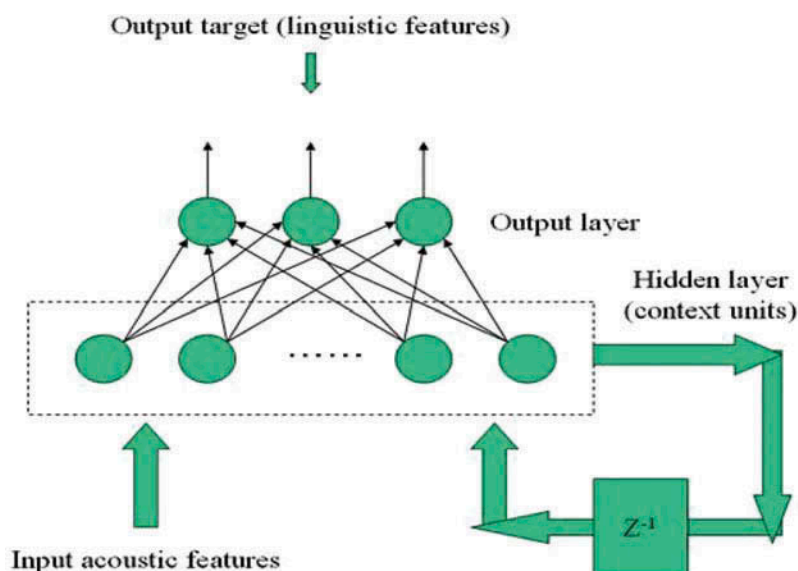 Output target (linguistic features)
Output layer
Hidden layer
(context units)
Z-1
Input acoustic features